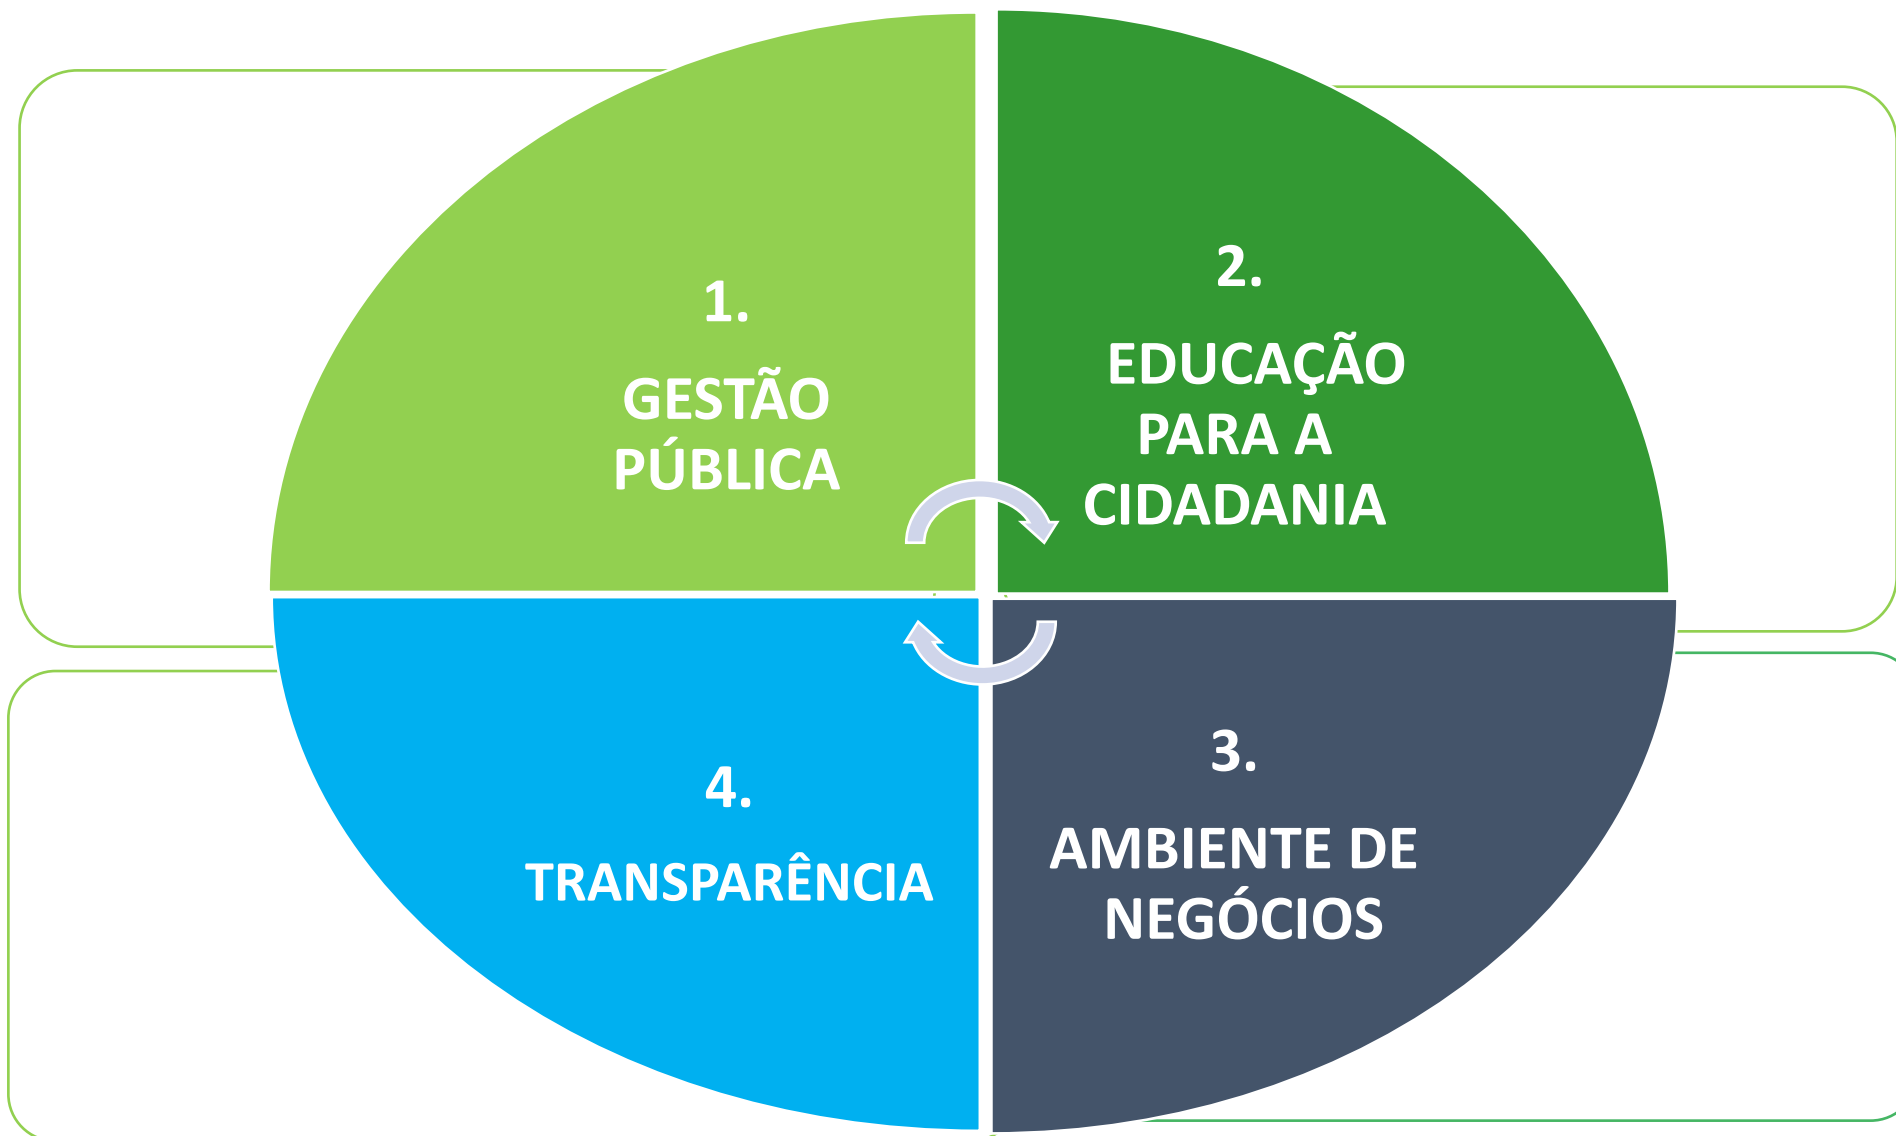 1.
GESTÃO
PÚBLICA
2.
EDUCAÇÃO
PARA A
CIDADANIA
3.
AMBIENTE DE
NEGÓCIOS
4.
TRANSPARÊNCIA